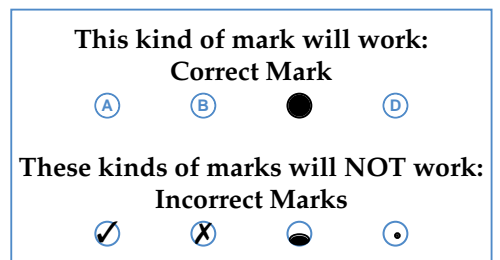 This kind of mark will work:
Correct Mark
A B D
These kinds of marks will NOT work:
Incorrect Marks